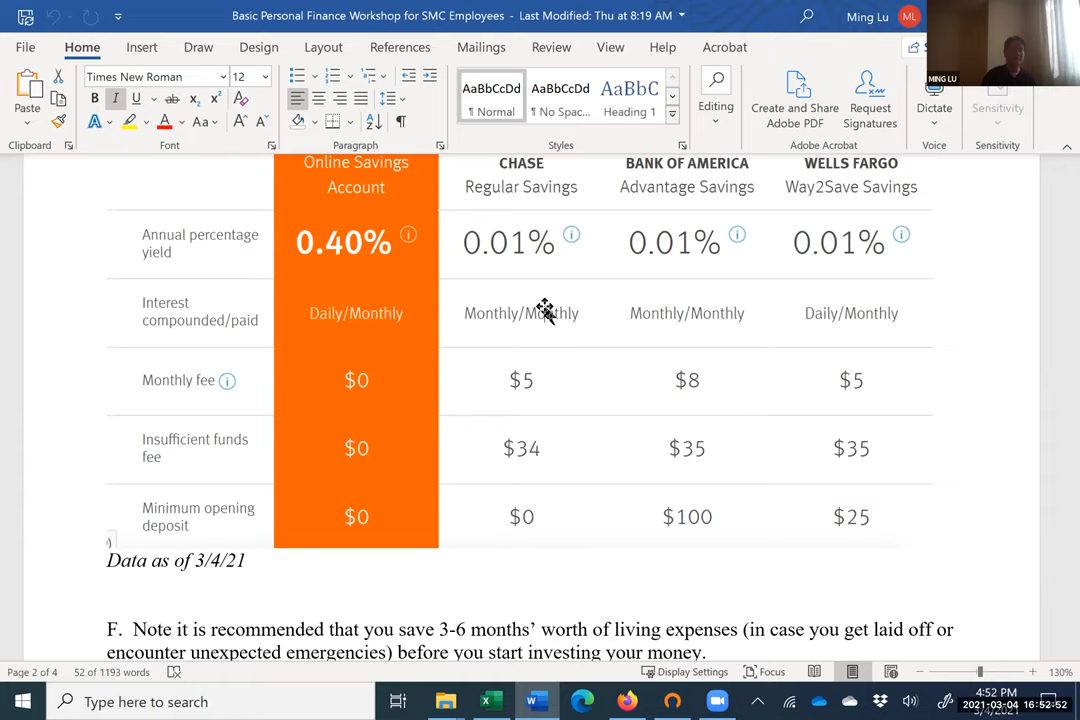 Basic Personal Finance Workshop for SMC Employees - Last Modified: Thu at 8:19 AM
Ming Lu
ML
File Home Insert Draw Design Layout References Mailings Review View Help Acrobat
MING LU
Times New Roman
12
Paste
B I U ab x2 x2
A A Aa A A
AaBbCcDd AaBbCcDd AaBbC
¶ Normal ¶ No Spac... Heading 1
Editing
Create and Share Adobe PDF
Request Signatures
Dictate
Sensitivity
Clipboard Font Paragraph Styles Adobe Acrobat Voice Sensitivity
Online Savings Account
CHASE
Regular Savings
BANK OF AMERICA
Advantage Savings
WELLS FARGO
Way2Save Savings
Annual percentage yield
0.40% 0.01% 0.01% 0.01%
Interest compounded/paid
Daily/Monthly Monthly/Monthly Monthly/Monthly Daily/Monthly
Monthly fee
$0 $5 $8 $5
Insufficient funds fee
$0 $34 $35 $35
Minimum opening deposit
$0 $0 $100 $25
Data as of 3/4/21
F. Note it is recommended that you save 3-6 months' worth of living expenses (in case you get laid off or
encounter unexpected emergencies) before you start investing your money.
Page 2 of 4 52 of 1193 words Display Settings Focus 130%
Type here to search
4:52 PM
2021-03-04 16:52:52